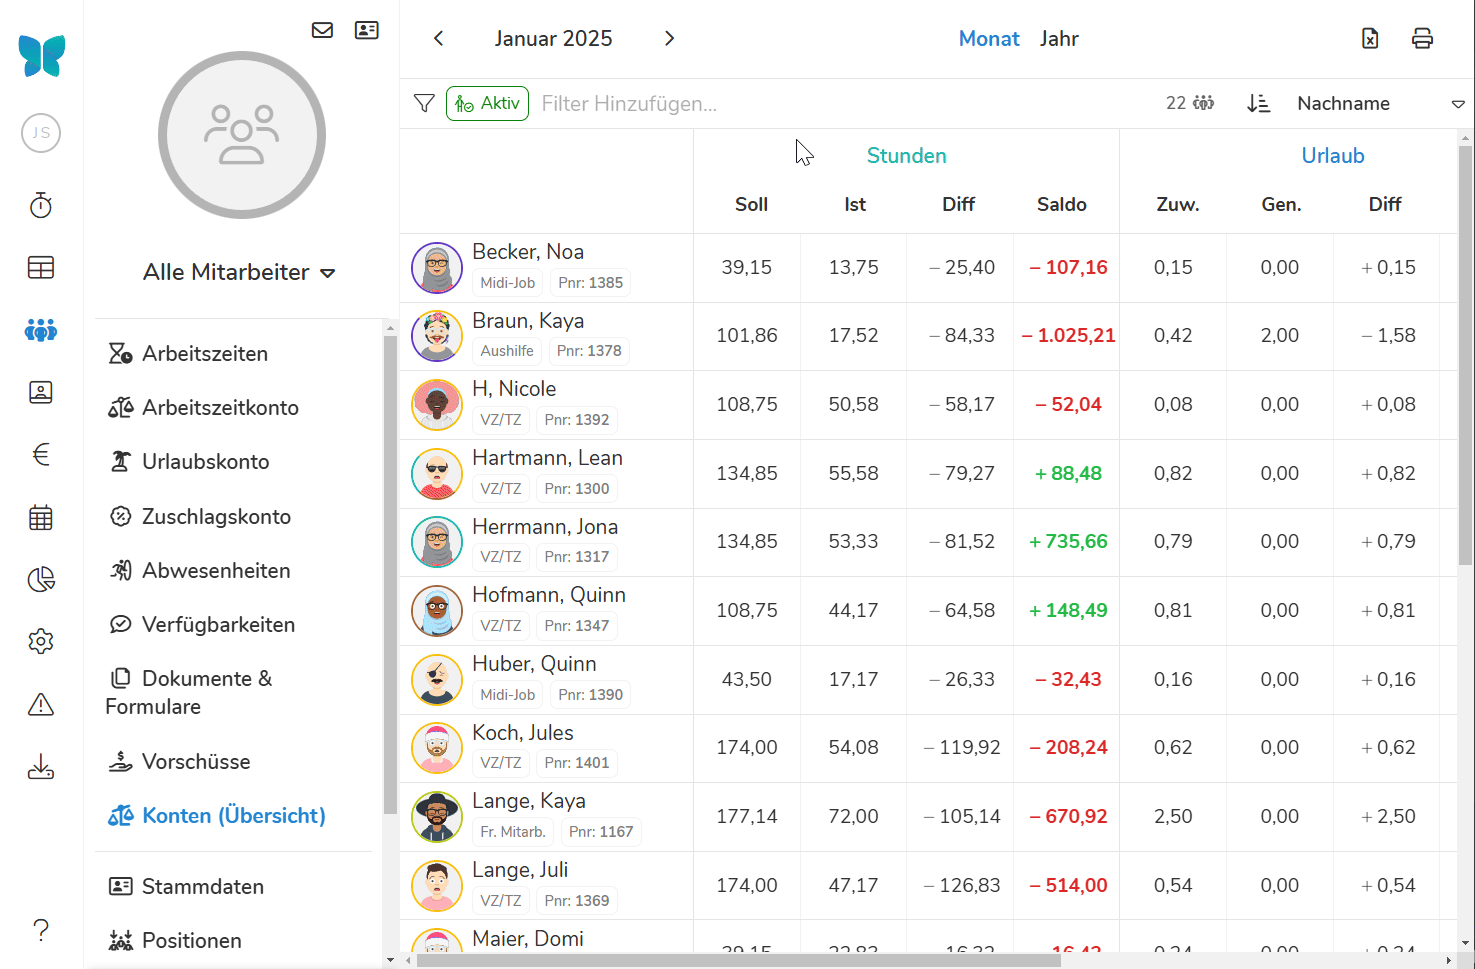 JS
Alle Mitarbeiter
Arbeitszeiten
Arbeitszeitkonto
Urlaubskonto
Zuschlagskonto
Abwesenheiten
Verfügbarkeiten
Dokumente &
Formulare
Vorschüsse
Konten (Übersicht)
Stammdaten
Positionen
Januar 2025
Monat Jahr
Aktiv Filter Hinzufügen... 22 Nachname
Stunden Urlaub
Soll Ist Diff Saldo Zuw. Gen. Diff
Becker, Noa
Midi-Job Pnr: 1385
39,15 13,75 – 25,40 – 107,16 0,15 0,00 + 0,15
Braun, Kaya
Aushilfe Pnr: 1378
101,86 17,52 – 84,33 – 1.025,21 0,42 2,00 – 1,58
H, Nicole
VZ/TZ Pnr: 1392
108,75 50,58 – 58,17 – 52,04 0,08 0,00 + 0,08
Hartmann, Lean
VZ/TZ Pnr: 1300
134,85 55,58 – 79,27 + 88,48 0,82 0,00 + 0,82
Herrmann, Jona
VZ/TZ Pnr: 1317
134,85 53,33 – 81,52 + 735,66 0,79 0,00 + 0,79
Hofmann, Quinn
VZ/TZ Pnr: 1347
108,75 44,17 – 64,58 + 148,49 0,81 0,00 + 0,81
Huber, Quinn
Midi-Job Pnr: 1390
43,50 17,17 – 26,33 – 32,43 0,16 0,00 + 0,16
Koch, Jules
VZ/TZ Pnr: 1401
174,00 54,08 – 119,92 – 208,24 0,62 0,00 + 0,62
Lange, Kaya
Fr. Mitarb. Pnr: 1167
177,14 72,00 – 105,14 – 670,92 2,50 0,00 + 2,50
Lange, Juli
VZ/TZ Pnr: 1369
174,00 47,17 – 126,83 – 514,00 0,54 0,00 + 0,54
Maier, Domi